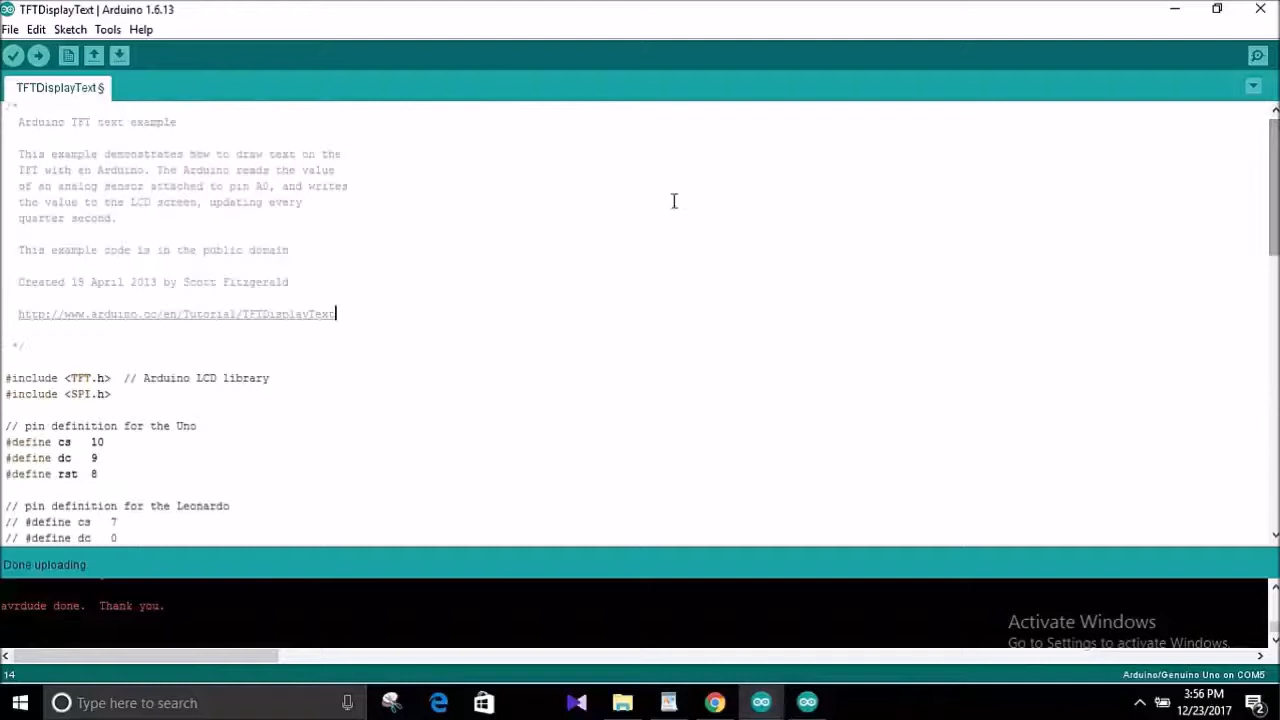 TFTDisplayText | Arduino 1.6.13
File Edit Sketch Tools Help
TFTDisplayText §
/*
Arduino TFT text example
This example demonstrates how to draw text on the
TFT with an Arduino. The Arduino reads the value
of an analog sensor attached to pin A0, and writes
the value to the LCD screen, updating every
quarter second.
This example code is in the public domain
Created 15 April 2013 by Scott Fitzgerald
http://www.arduino.cc/en/Tutorial/TFTDisplayText
*/
#include <TFT.h>  // Arduino LCD library
#include <SPI.h>
// pin definition for the Uno
#define cs   10
#define dc   9
#define rst  8
// pin definition for the Leonardo
// #define cs   7
// #define dc   0
Done uploading
avrdude done.  Thank you.
Activate Windows
Go to Settings to activate Windows.
14
Arduino/Genuino Uno on COM5
Type here to search
3:56 PM
12/23/2017
2